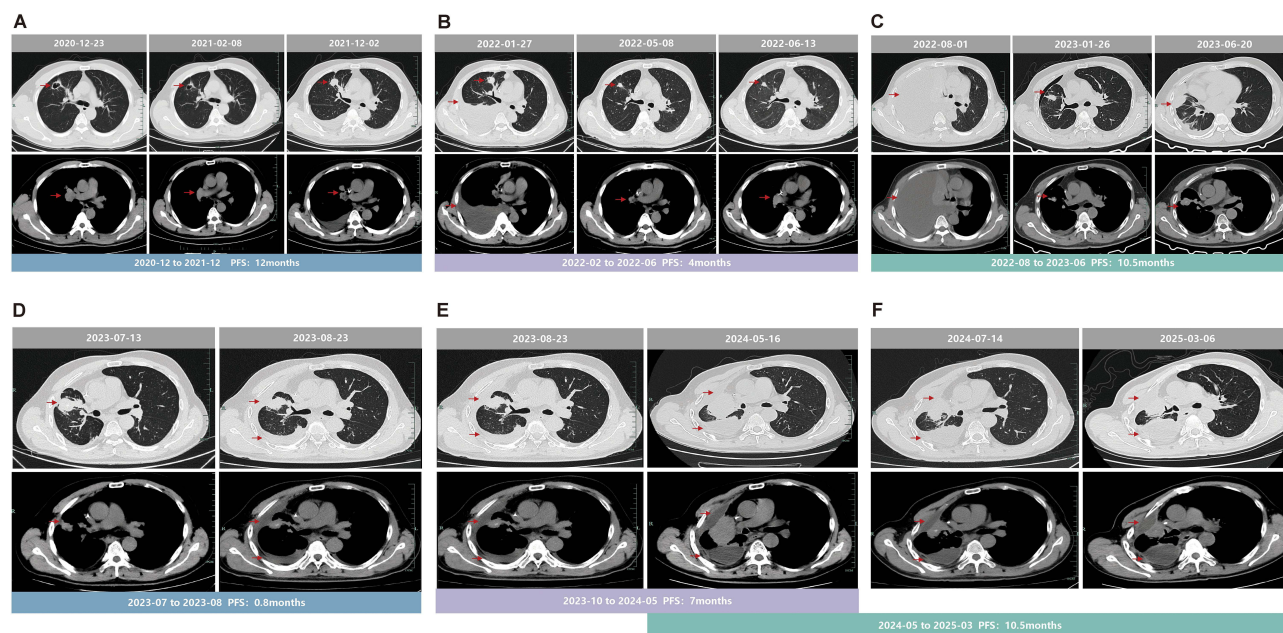 A
2020-12-23 2021-02-08 2021-12-02
2020-12 to 2021-12 PFS: 12months
B
2022-01-27 2022-05-08 2022-06-13
2022-02 to 2022-06 PFS: 4months
C
2022-08-01 2023-01-26 2023-06-20
2022-08 to 2023-06 PFS: 10.5months
D
2023-07-13 2023-08-23
2023-07 to 2023-08 PFS: 0.8months
E
2023-08-23 2024-05-16
2023-10 to 2024-05 PFS: 7months
F
2024-07-14 2025-03-06
2024-05 to 2025-03 PFS: 10.5months